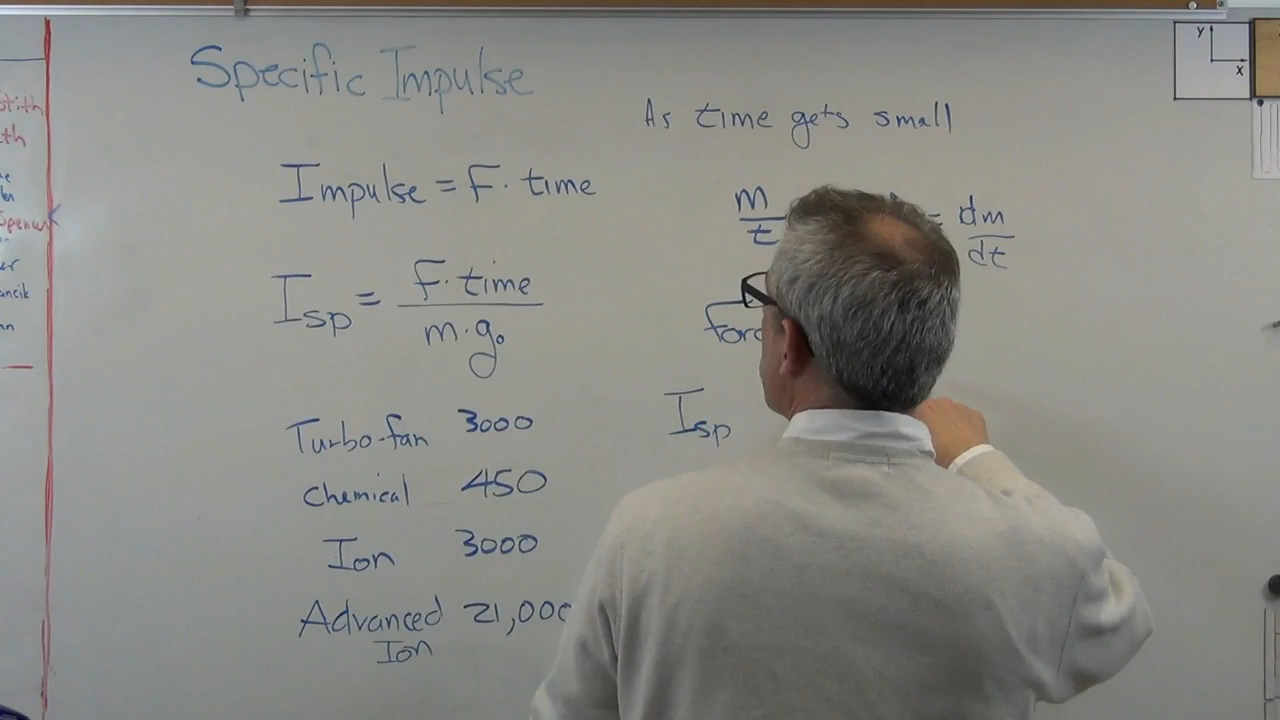 Specific Impulse
Impulse = F · time
Isp = F · time / m · g₀
Turbo-fan 3000
Chemical 450
Ion 3000
Advanced 21,000
Ion
As time gets small
m / t = dm / dt
Isp
y
x